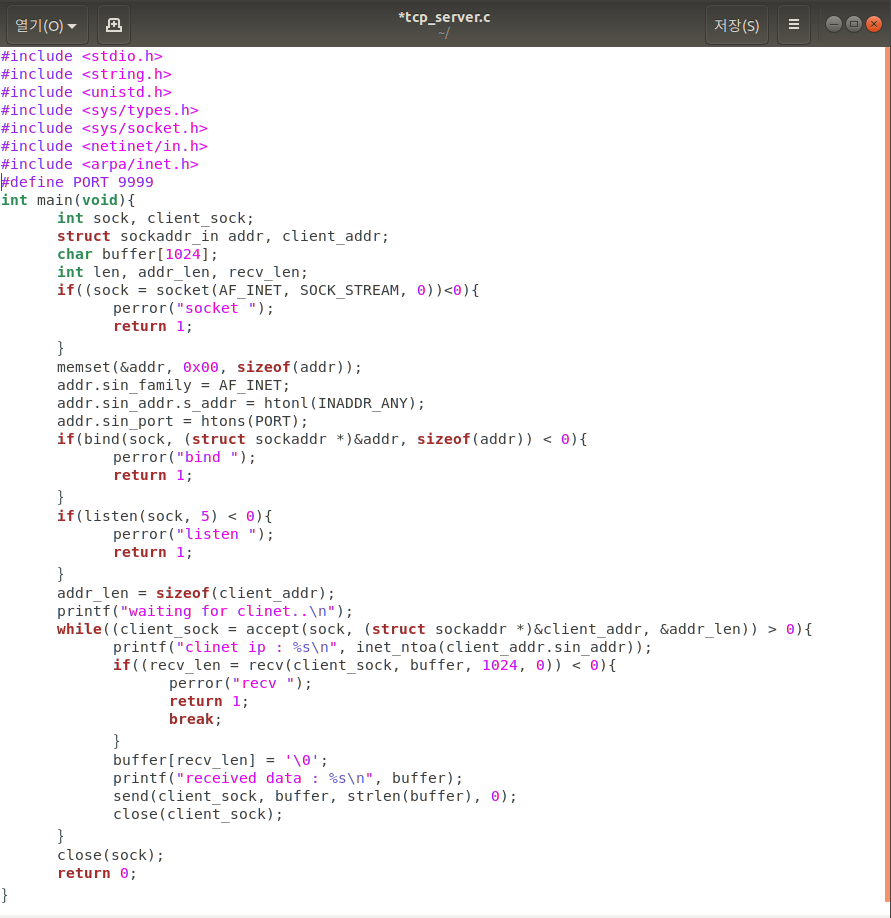 열기(O)
*tcp_server.c
~/
저장(S)
#include <stdio.h>
#include <string.h>
#include <unistd.h>
#include <sys/types.h>
#include <sys/socket.h>
#include <netinet/in.h>
#include <arpa/inet.h>
#define PORT 9999
int main(void){
        int sock, client_sock;
        struct sockaddr_in addr, client_addr;
        char buffer[1024];
        int len, addr_len, recv_len;
        if((sock = socket(AF_INET, SOCK_STREAM, 0))<0){
                perror("socket ");
                return 1;
        }
        memset(&addr, 0x00, sizeof(addr));
        addr.sin_family = AF_INET;
        addr.sin_addr.s_addr = htonl(INADDR_ANY);
        addr.sin_port = htons(PORT);
        if(bind(sock, (struct sockaddr *)&addr, sizeof(addr)) < 0){
                perror("bind ");
                return 1;
        }
        if(listen(sock, 5) < 0){
                perror("listen ");
                return 1;
        }
        addr_len = sizeof(client_addr);
        printf("waiting for clinet..\n");
        while((client_sock = accept(sock, (struct sockaddr *)&client_addr, &addr_len)) > 0){
                printf("clinet ip : %s\n", inet_ntoa(client_addr.sin_addr));
                if((recv_len = recv(client_sock, buffer, 1024, 0)) < 0){
                        perror("recv ");
                        return 1;
                        break;
                }
                buffer[recv_len] = '\0';
                printf("received data : %s\n", buffer);
                send(client_sock, buffer, strlen(buffer), 0);
                close(client_sock);
        }
        close(sock);
        return 0;
}